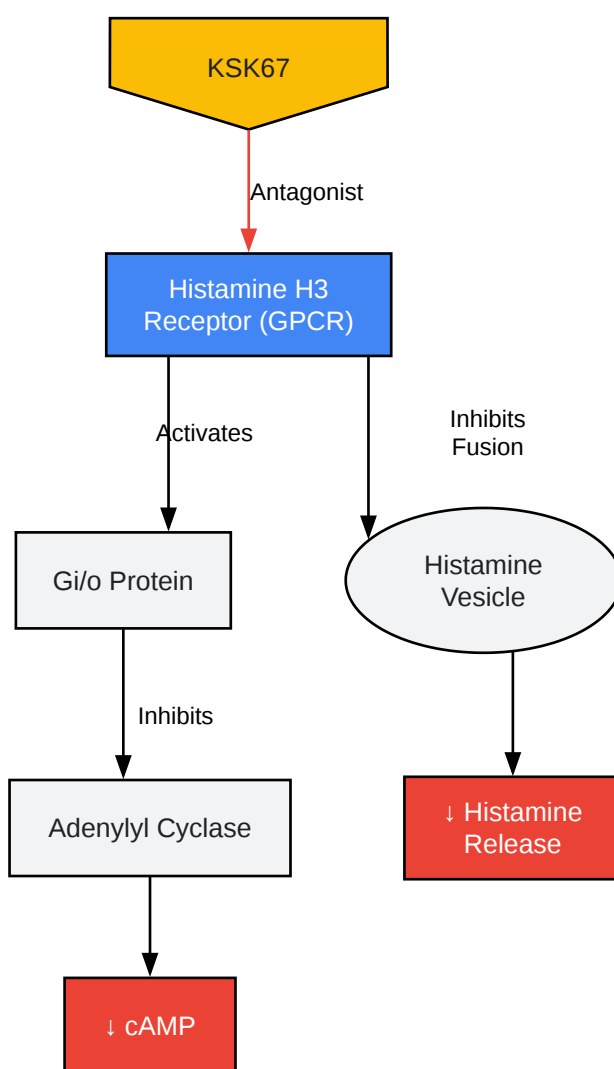 KSK67
Antagonist
Histamine H3
Receptor (GPCR)
Activates
Inhibits
Fusion
Gi/o Protein
Histamine
Vesicle
Inhibits
Adenylyl Cyclase
↓ Histamine
Release
↓ cAMP